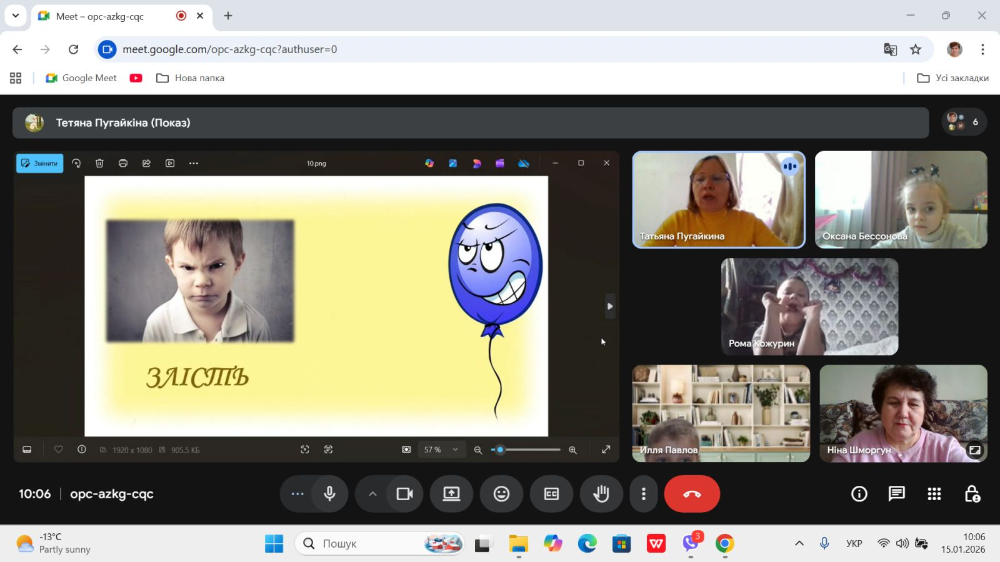 Meet – opc-azkg-cqc
meet.google.com/opc-azkg-cqc?authuser=0
Google Meet
Нова папка
Усі закладки
Тетяна Пугайкіна (Показ)
6
Змінити
10.png
ЗЛІСТЬ
1920 x 1080
905.5 КБ
57 %
Татьяна Пугайкина
Оксана Бессонова
Рома Кожурин
Илля Павлов
Ніна Шморгун
10:06
opc-azkg-cqc
CC
-13°C
Partly sunny
Пошук
3
УКР
10:06
15.01.2026